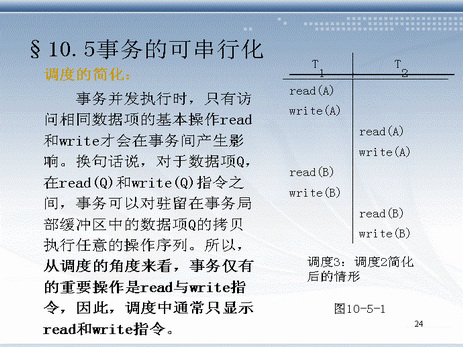 §10.5事务的可串行化
调度的简化：
事务并发执行时，只有访
问相同数据项的基本操作read
和write才会在事务间产生影
响。换句话说，对于数据项Q，
在read(Q)和write(Q)指令之
间，事务可以对驻留在事务局
部缓冲区中的数据项Q的拷贝
执行任意的操作序列。所以，
从调度的角度来看，事务仅有
的重要操作是read与write指
令，因此，调度中通常只显示
read和write指令。
T1 T2
read(A)
write(A)
read(A)
write(A)
read(B)
write(B)
read(B)
write(B)
调度3：调度2简化
后的情形
图10-5-1
24